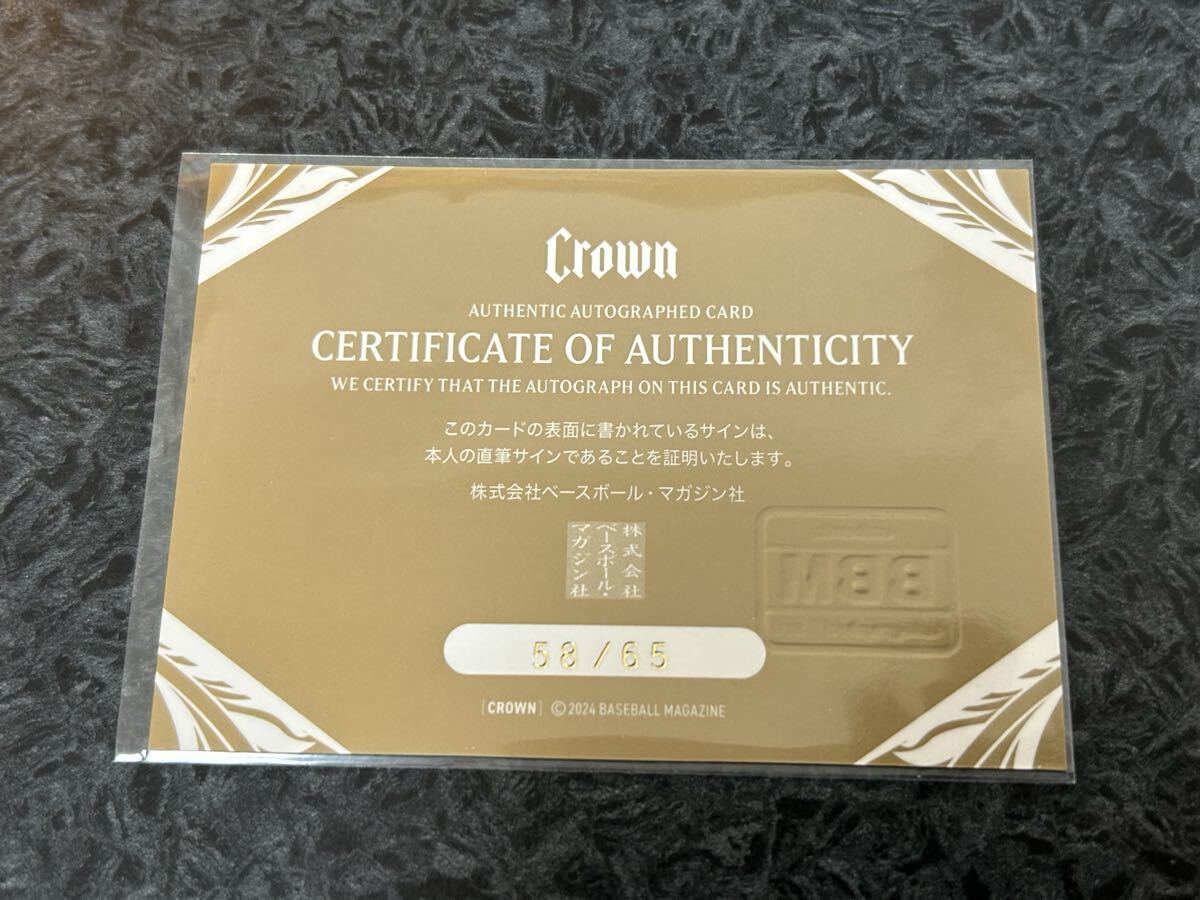 Crown
AUTHENTIC AUTOGRAPHED CARD
CERTIFICATE OF AUTHENTICITY
WE CERTIFY THAT THE AUTOGRAPH ON THIS CARD IS AUTHENTIC.
このカードの表面に書かれているサインは、
本人の直筆サインであることを証明いたします。
株式会社ベースボール・マガジン社
株式会社
ベースボール・
マガジン社
BBM
58/65
[CROWN] ©2024 BASEBALL MAGAZINE